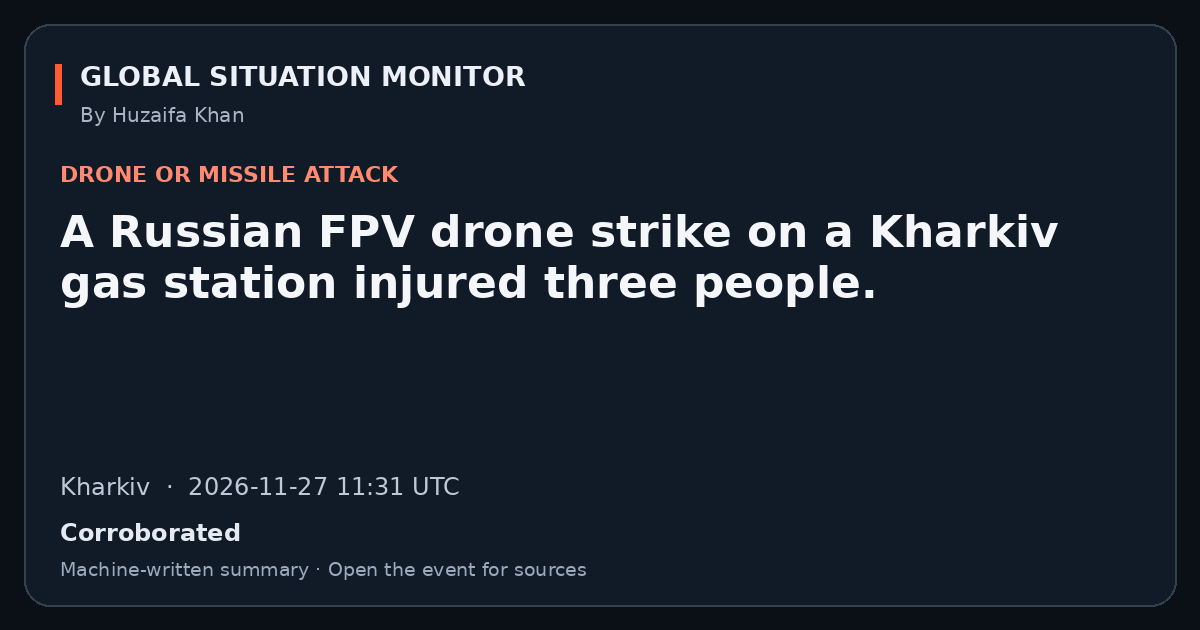 GLOBAL SITUATION MONITOR
By Huzaifa Khan
DRONE OR MISSILE ATTACK
A Russian FPV drone strike on a Kharkiv
gas station injured three people.
Kharkiv · 2026-11-27 11:31 UTC
Corroborated
Machine-written summary · Open the event for sources